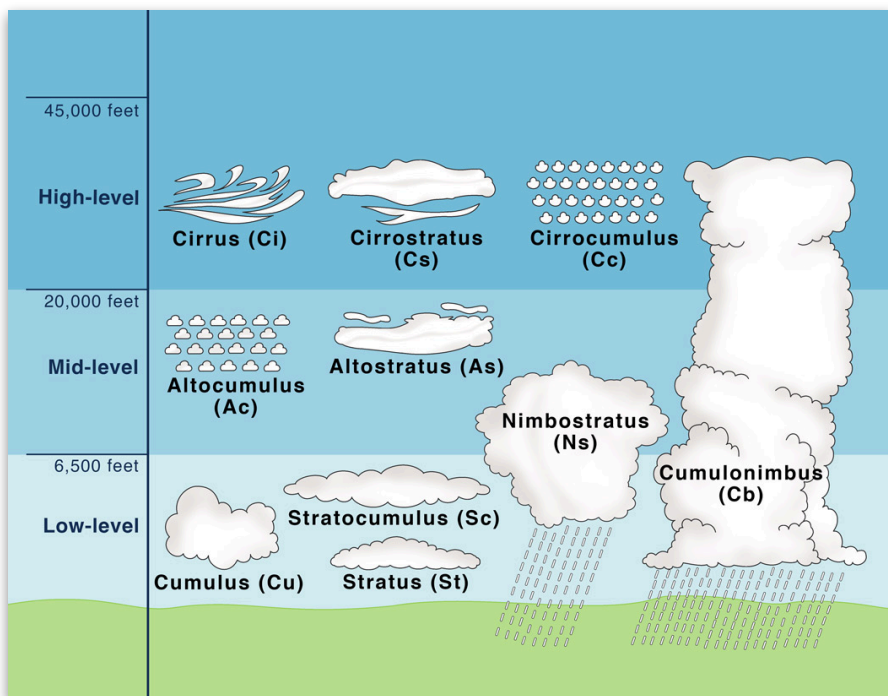 45,000 feet
High-level
Cirrus (Ci)
Cirrostratus
(Cs)
Cirrocumulus
(Cc)
20,000 feet
Mid-level
Altocumulus
(Ac)
Altostratus (As)
Nimbostratus
(Ns)
6,500 feet
Low-level
Cumulus (Cu)
Stratocumulus (Sc)
Stratus (St)
Cumulonimbus
(Cb)